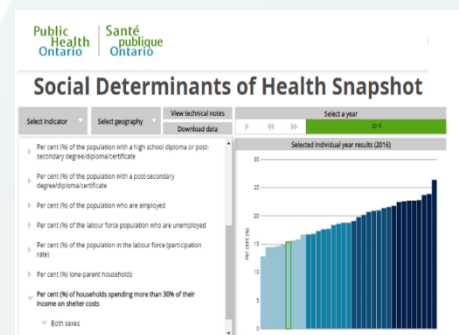 Public
Health
Ontario
Santé
publique
Ontario
Social Determinants of Health Snapshot
Select indicator
Select geography
View technical notes
Download data
Select a year
2016
Per cent (%) of the population with a high school diploma or post-
secondary degree/diploma/certificate
Per cent (%) of the population with a post-secondary
degree/diploma/certificate
Per cent (%) of the population who are employed
Per cent (%) of the labour force population who are unemployed
Per cent (%) of the population in the labour force (participation
rate)
Per cent (%) lone-parent households
Per cent (%) of households spending more than 30% of their
income on shelter costs
Both sexes
Selected individual year results (2016)
Per cent (%)
30
25
20
15
10
5
0